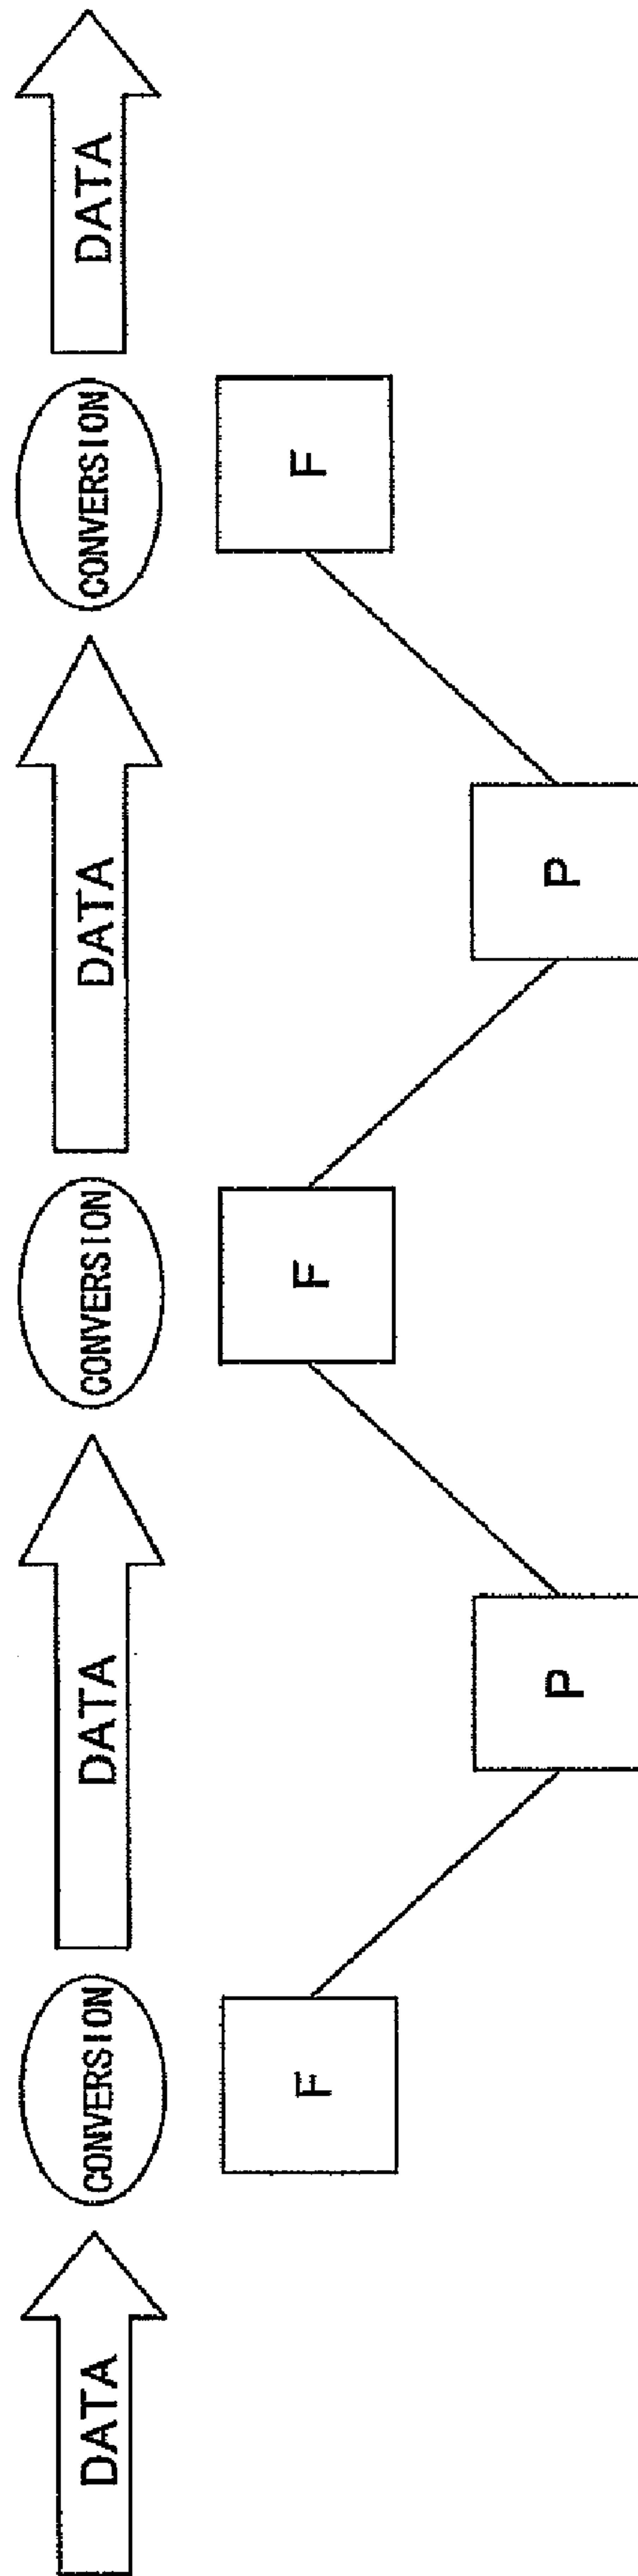 DATA
CONVERSION
DATA
CONVERSION
DATA
CONVERSION
DATA
F
F
F
P
P